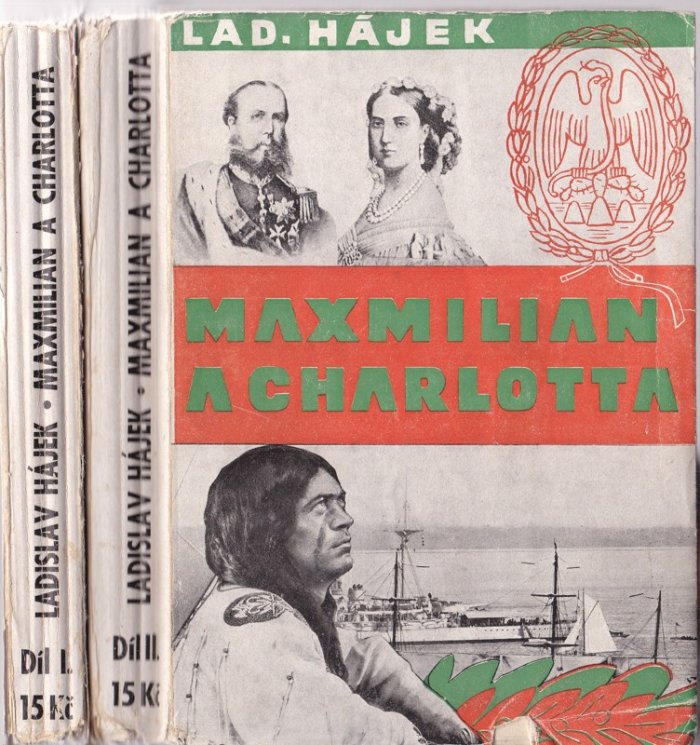 LADISLAV HÁJEK • MAXMILIAN A CHARLOTTA
Díl I.
15 Kč
LADISLAV HÁJEK • MAXMILIAN A CHARLOTTA
Díl II.
15 Kč
LAD. HÁJEK
MAXMILIAN
A CHARLOTTA